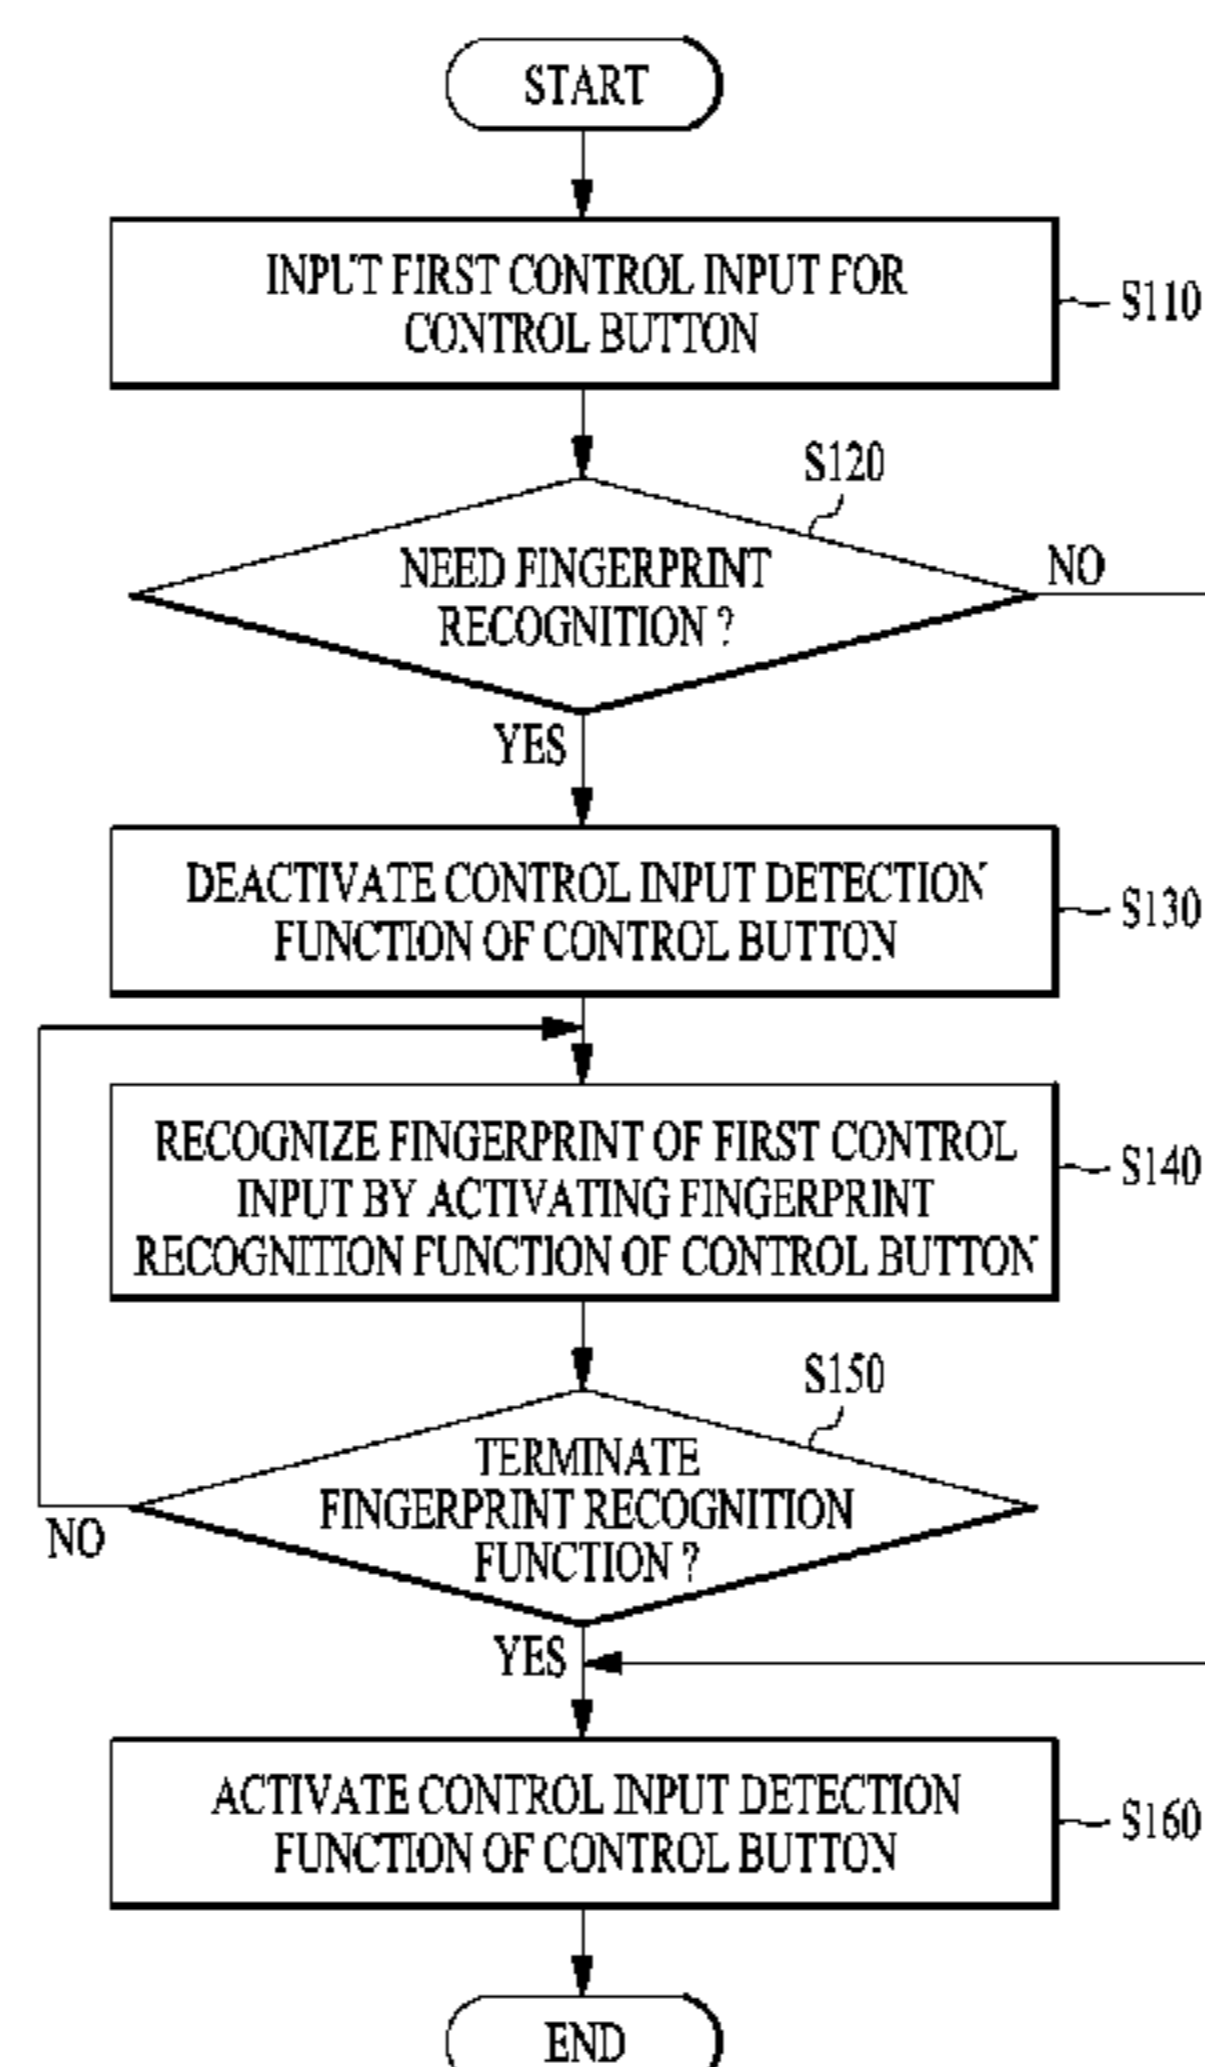 START
INPUT FIRST CONTROL INPUT FOR
CONTROL BUTTON
S110
S120
NEED FINGERPRINT
RECOGNITION ?
NO
YES
DEACTIVATE CONTROL INPUT DETECTION
FUNCTION OF CONTROL BUTTON
S130
RECOGNIZE FINGERPRINT OF FIRST CONTROL
INPUT BY ACTIVATING FINGERPRINT
RECOGNITION FUNCTION OF CONTROL BUTTON
S140
S150
TERMINATE
FINGERPRINT RECOGNITION
FUNCTION ?
NO
YES
ACTIVATE CONTROL INPUT DETECTION
FUNCTION OF CONTROL BUTTON
S160
END